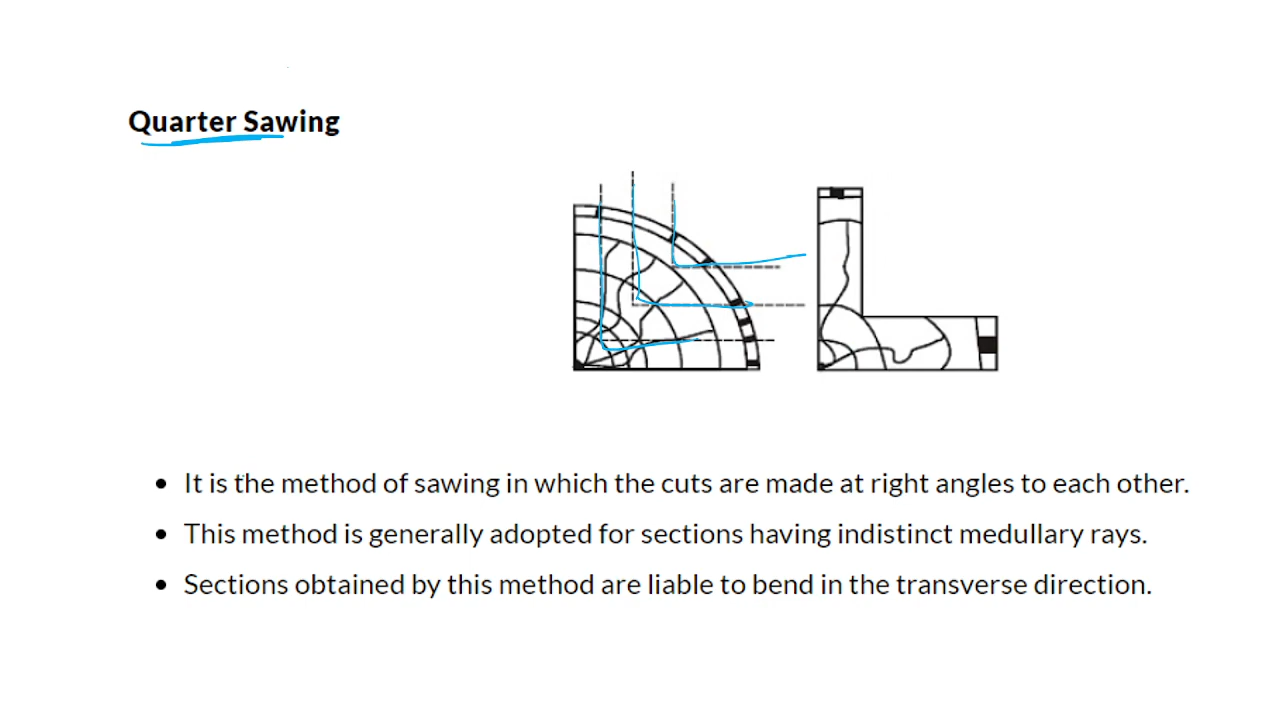 Quarter Sawing
It is the method of sawing in which the cuts are made at right angles to each other.
This method is generally adopted for sections having indistinct medullary rays.
Sections obtained by this method are liable to bend in the transverse direction.